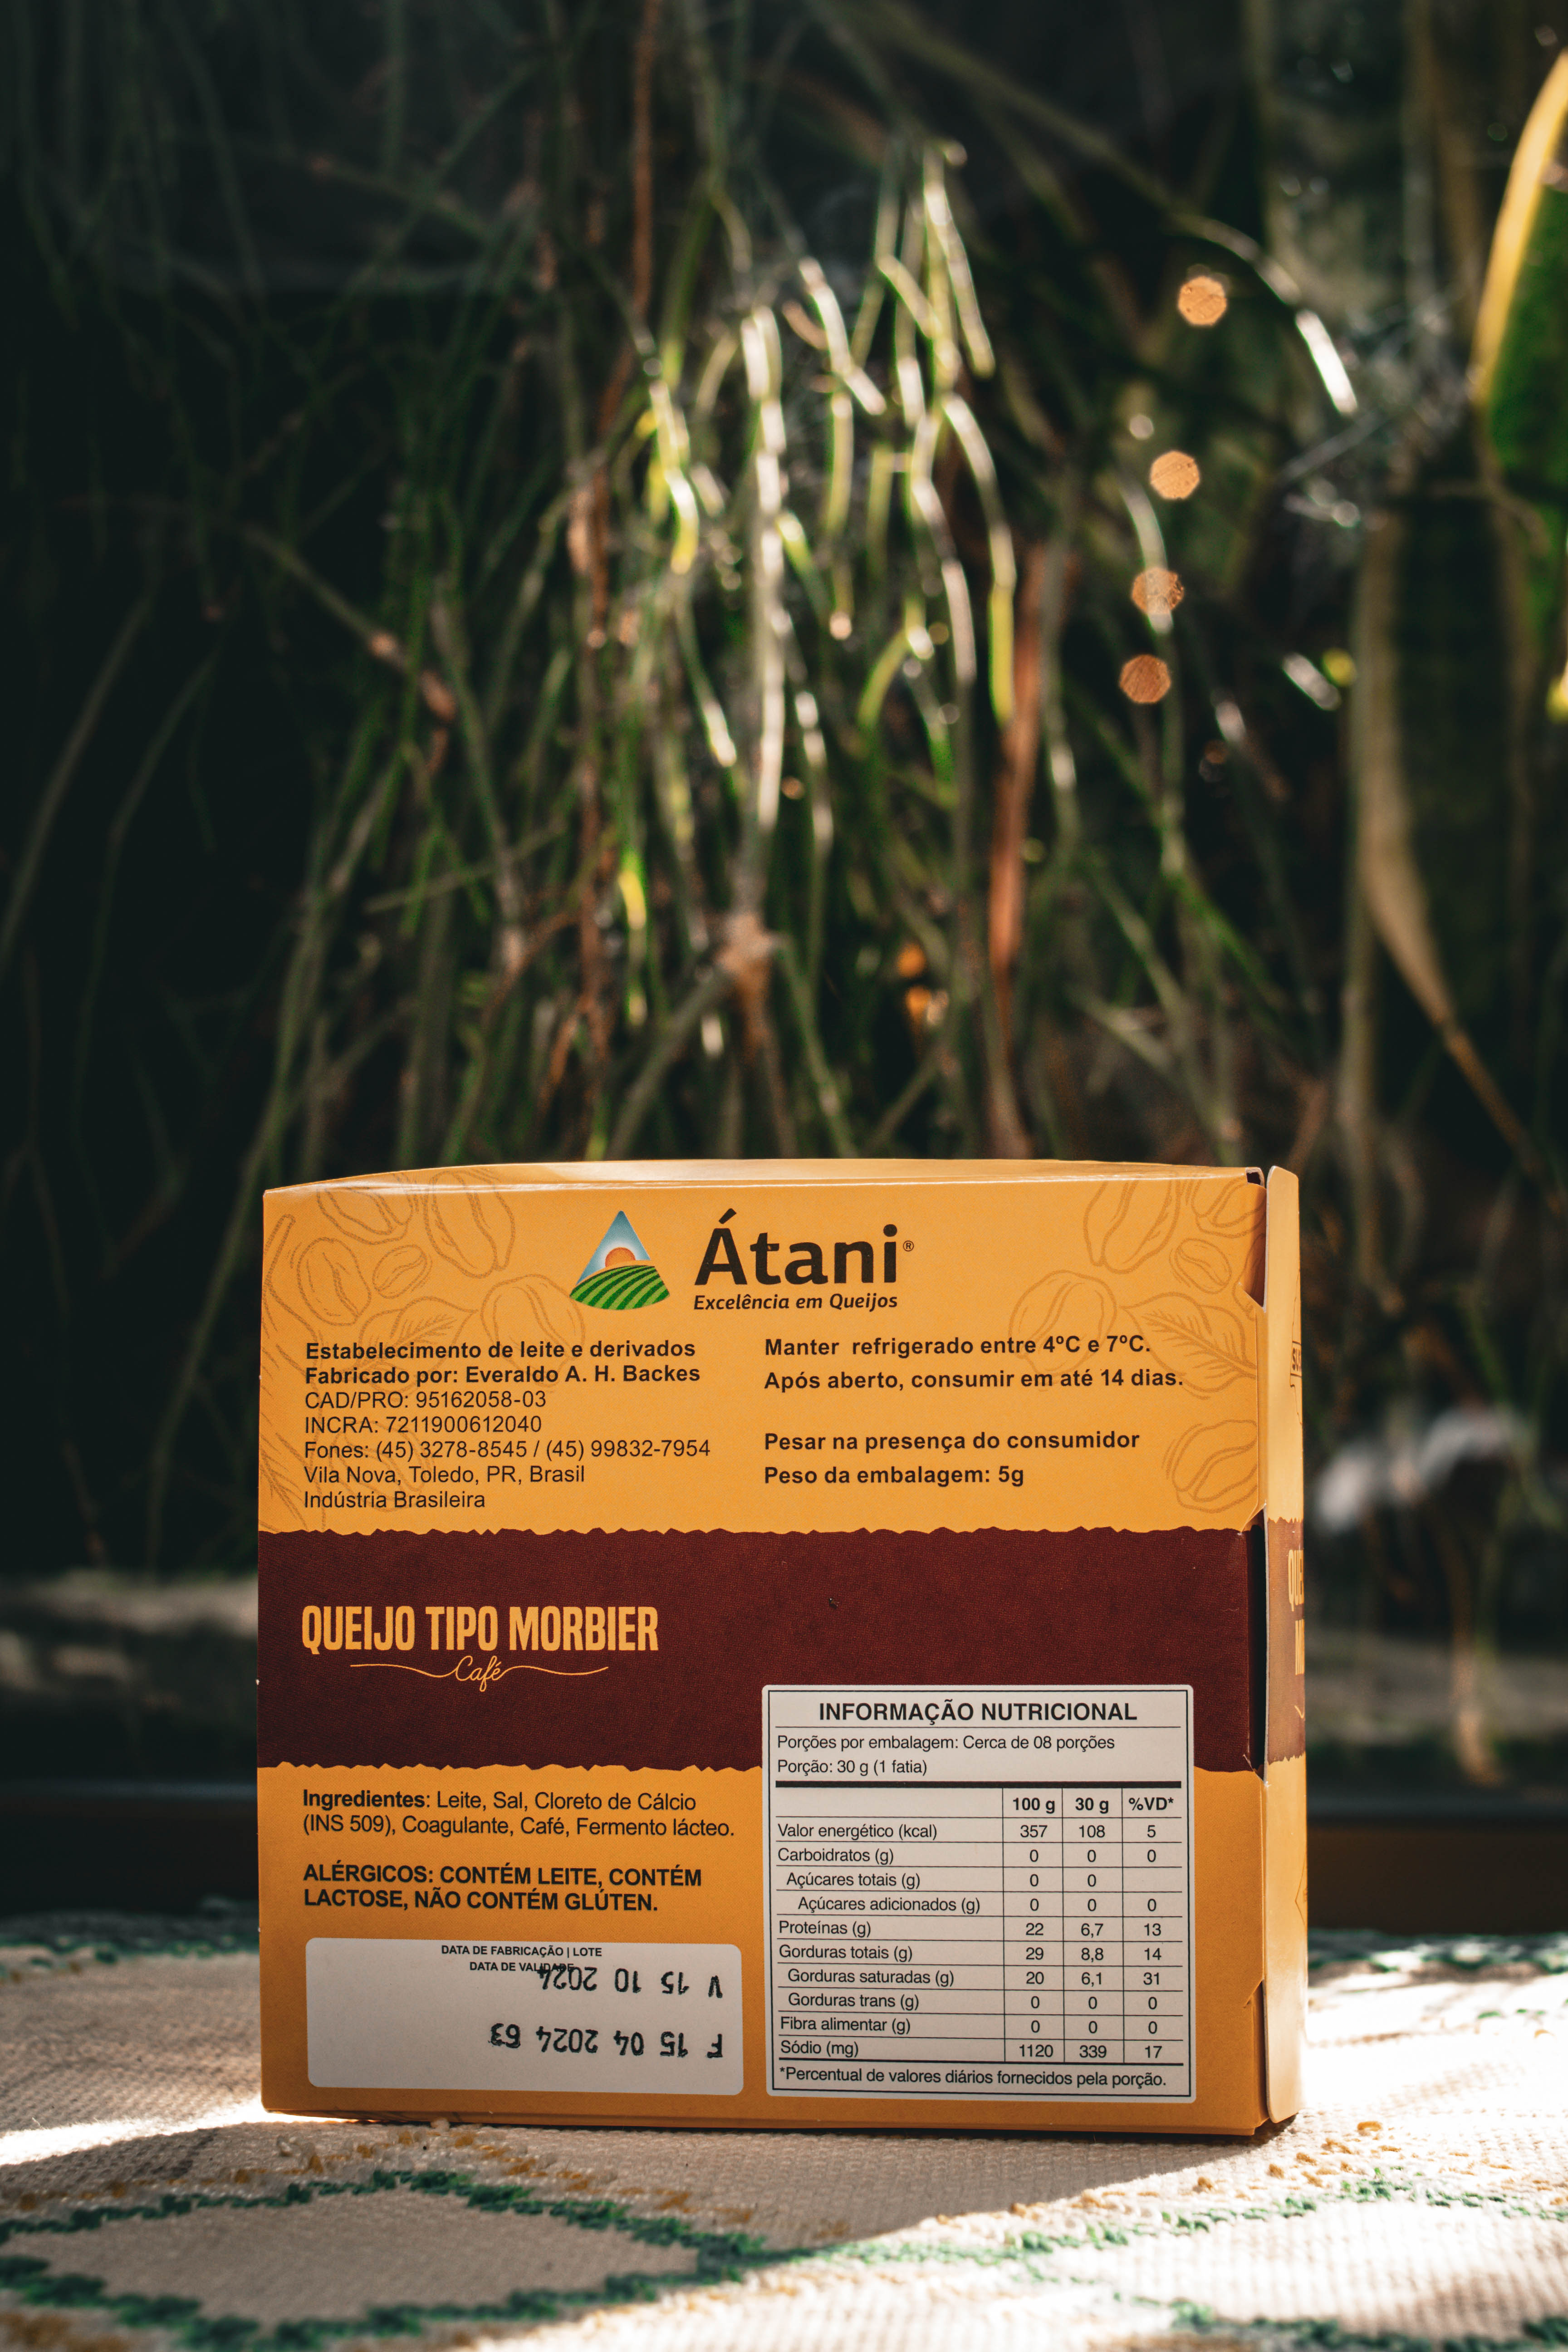 Átani®
Excelência em Queijos
Estabelecimento de leite e derivados
Fabricado por: Everaldo A. H. Backes
CAD/PRO: 95162058-03
INCRA: 7211900612040
Fones: (45) 3278-8545 / (45) 99832-7954
Vila Nova, Toledo, PR, Brasil
Indústria Brasileira
Manter refrigerado entre 4ºC e 7ºC.
Após aberto, consumir em até 14 dias.
Pesar na presença do consumidor
Peso da embalagem: 5g
QUEIJO TIPO MORBIER
Café
Ingredientes: Leite, Sal, Cloreto de Cálcio
(INS 509), Coagulante, Café, Fermento lácteo.
ALÉRGICOS: CONTÉM LEITE, CONTÉM
LACTOSE, NÃO CONTÉM GLÚTEN.
DATA DE FABRICAÇÃO | LOTE
DATA DE VALIDADE
F 15 04 2024 63
V 15 10 2024
INFORMAÇÃO NUTRICIONAL
Porções por embalagem: Cerca de 08 porções
Porção: 30 g (1 fatia)
100 g 30 g %VD*
Valor energético (kcal) 357 108 5
Carboidratos (g) 0 0 0
Açúcares totais (g) 0 0
Açúcares adicionados (g) 0 0 0
Proteínas (g) 22 6,7 13
Gorduras totais (g) 29 8,8 14
Gorduras saturadas (g) 20 6,1 31
Gorduras trans (g) 0 0 0
Fibra alimentar (g) 0 0 0
Sódio (mg) 1120 339 17
*Percentual de valores diários fornecidos pela porção.